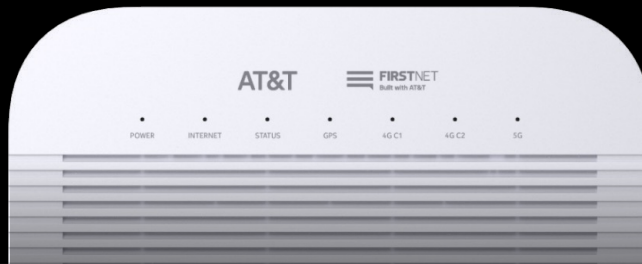 AT&T FIRSTNET
Built with AT&T
POWER INTERNET STATUS GPS 4G C1 4G C2 5G